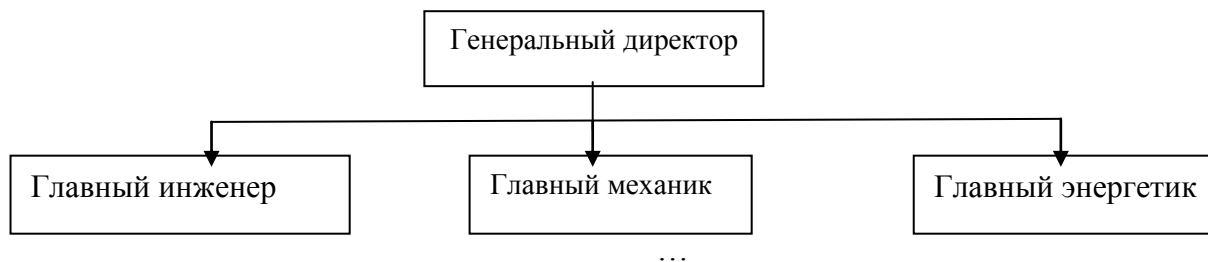 Генеральный директор
Главный инженер
Главный механик
Главный энергетик
…